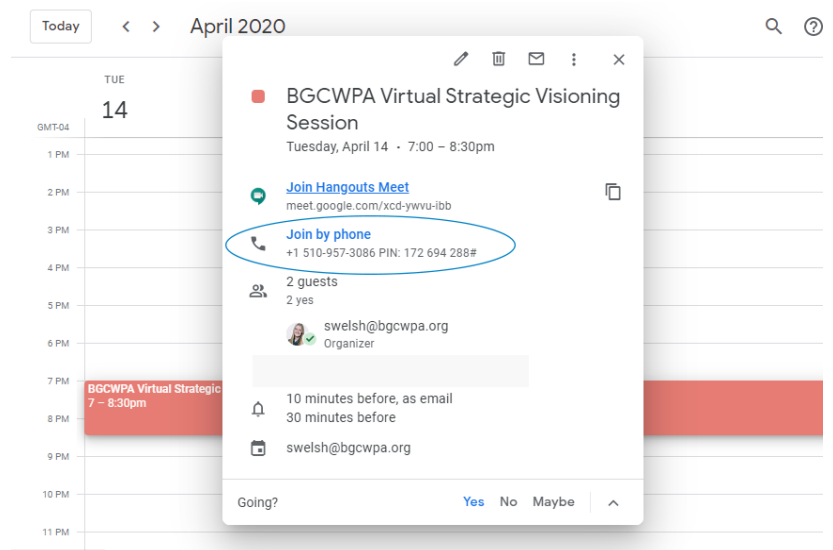 Today
April 2020
TUE
14
GMT-04
1 PM
2 PM
3 PM
4 PM
5 PM
6 PM
7 PM
8 PM
9 PM
10 PM
11 PM
BGCWPA Virtual Strategic
7 – 8:30pm
BGCWPA Virtual Strategic Visioning
Session
Tuesday, April 14 • 7:00 – 8:30pm
Join Hangouts Meet
meet.google.com/xcd-ywvu-ibb
Join by phone
+1 510-957-3086 PIN: 172 694 288#
2 guests
2 yes
swelsh@bgcwpa.org
Organizer
10 minutes before, as email
30 minutes before
swelsh@bgcwpa.org
Going?
Yes No Maybe